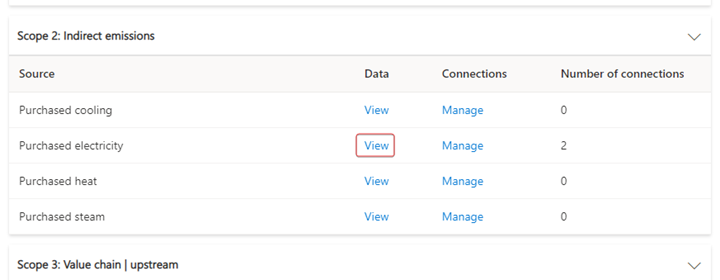 Scope 2: Indirect emissions
Source Data Connections Number of connections
Purchased cooling View Manage 0
Purchased electricity View Manage 2
Purchased heat View Manage 0
Purchased steam View Manage 0
Scope 3: Value chain | upstream